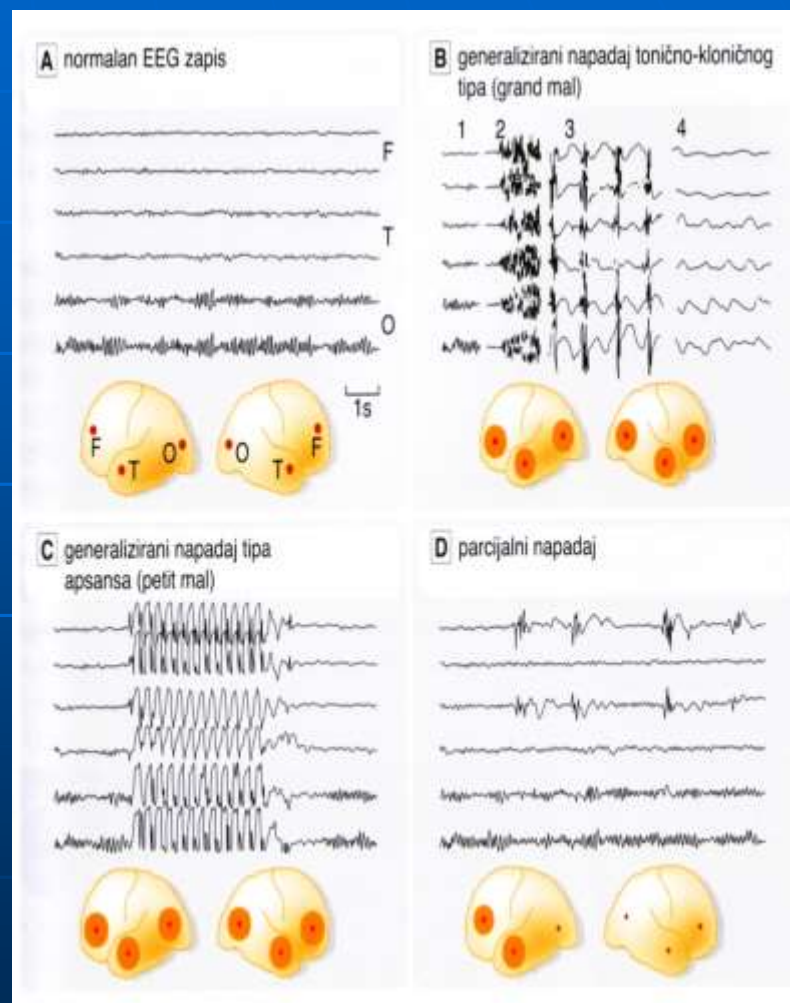 A normalan EEG zapis
F
T
O
1s
F
T
O
O
T
F
B generalizirani napadaj tonično-kloničnog
tipa (grand mal)
1 2 3 4
C generalizirani napadaj tipa
apsansa (petit mal)
D parcijalni napadaj